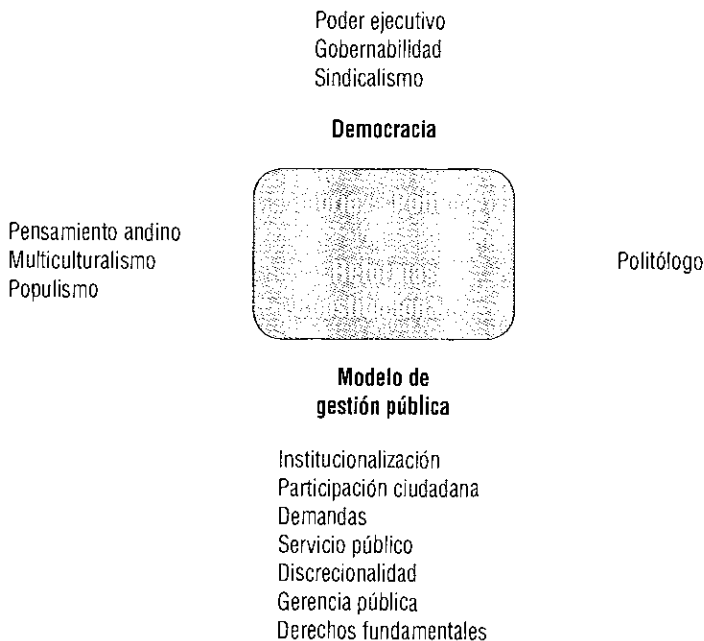 Poder ejecutivo
Gobernabilidad
Sindicalismo
Democracia
Pensamiento andino
Multiculturalismo
Populismo
Politólogo
Modelo de
gestión pública
Institucionalización
Participación ciudadana
Demandas
Servicio público
Discrecionalidad
Gerencia pública
Derechos fundamentales